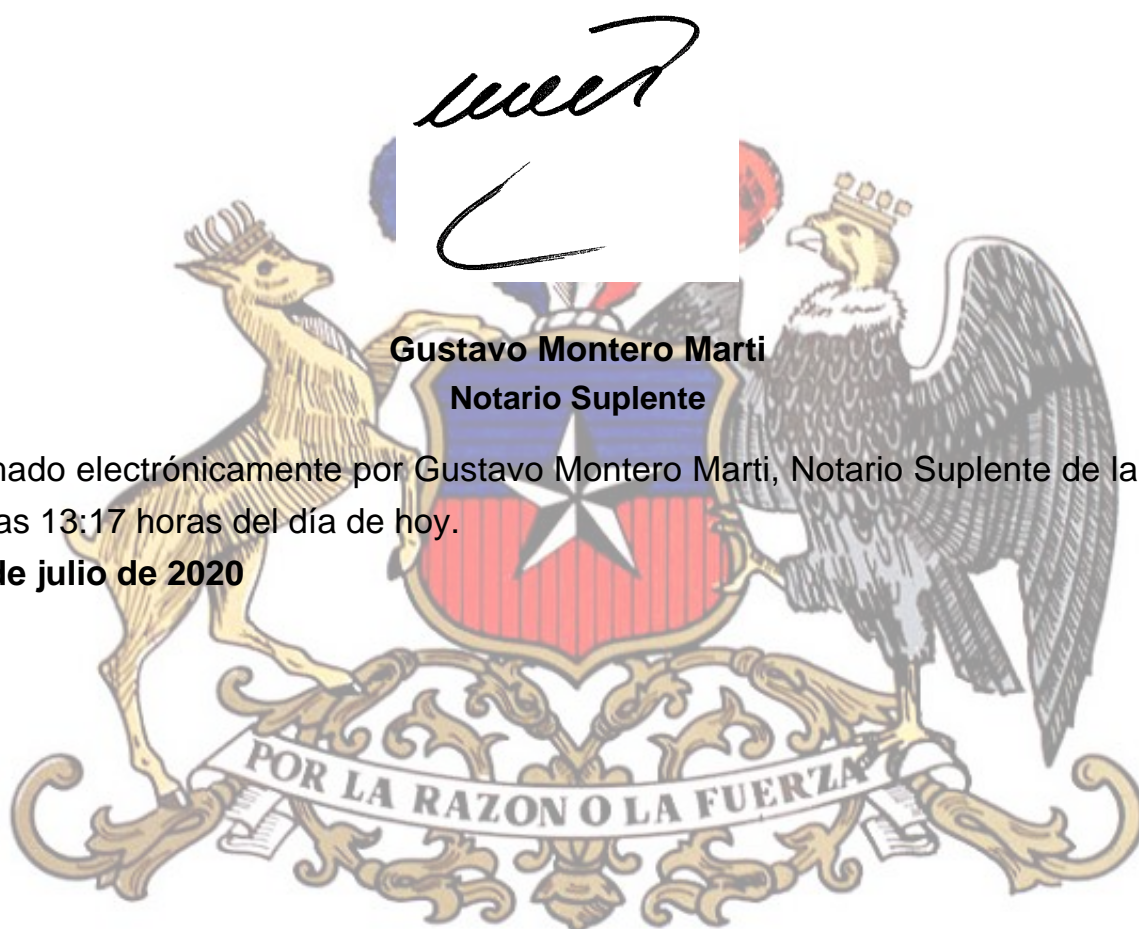 Gustavo Montero Marti
Notario Suplente
nado electrónicamente por Gustavo Montero Marti, Notario Suplente de la
as 13:17 horas del día de hoy.
de julio de 2020
POR LA RAZON O LA FUERZA